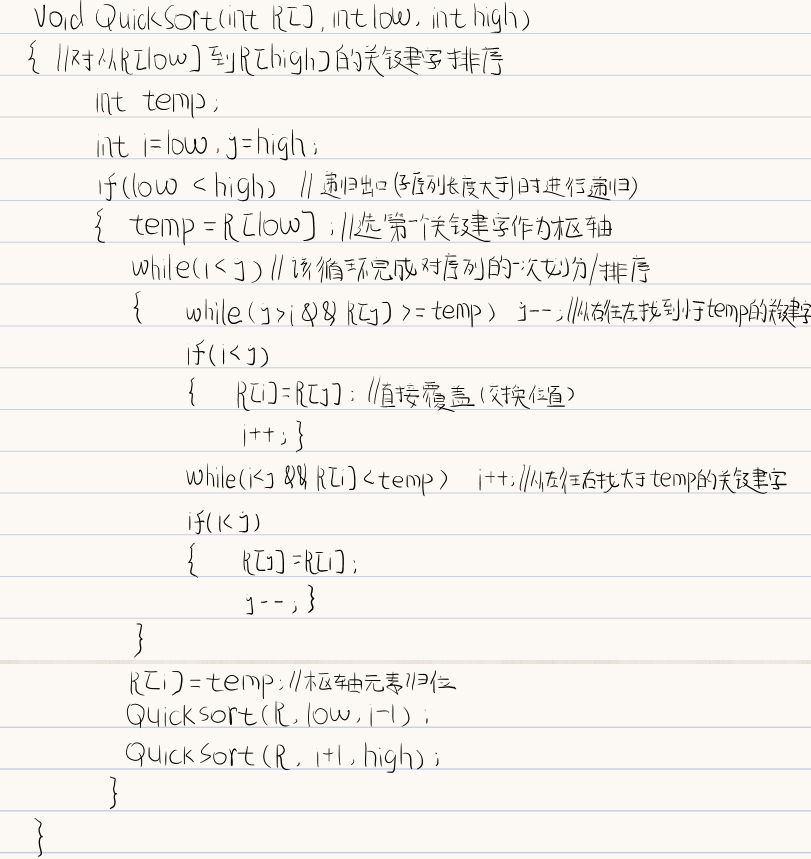 Void QuickSort(int R[], int low, int high)
{ //对从R[low]到R[high]的关键字排序
int temp;
int i=low, j=high;
if(low < high) //递归出口(子序列长度大于1时进行递归)
{ temp = R[low]; //选第一个关键字作为枢轴
while(i<j) //该循环完成对序列的一次划分/排序
{ while(j>i && R[j]>=temp) j--; //从右往左找到小于temp的关键字
if(i<j)
{ R[i]=R[j]; //直接覆盖(交换位置)
i++; }
while(i<j && R[i]<temp) i++; //从左往右找大于temp的关键字
if(i<j)
{ R[j]=R[i];
j--; }
}
R[i]=temp; //枢轴元素归位
Quicksort(R, low, i-1);
QuickSort(R, i+1, high);
}
}